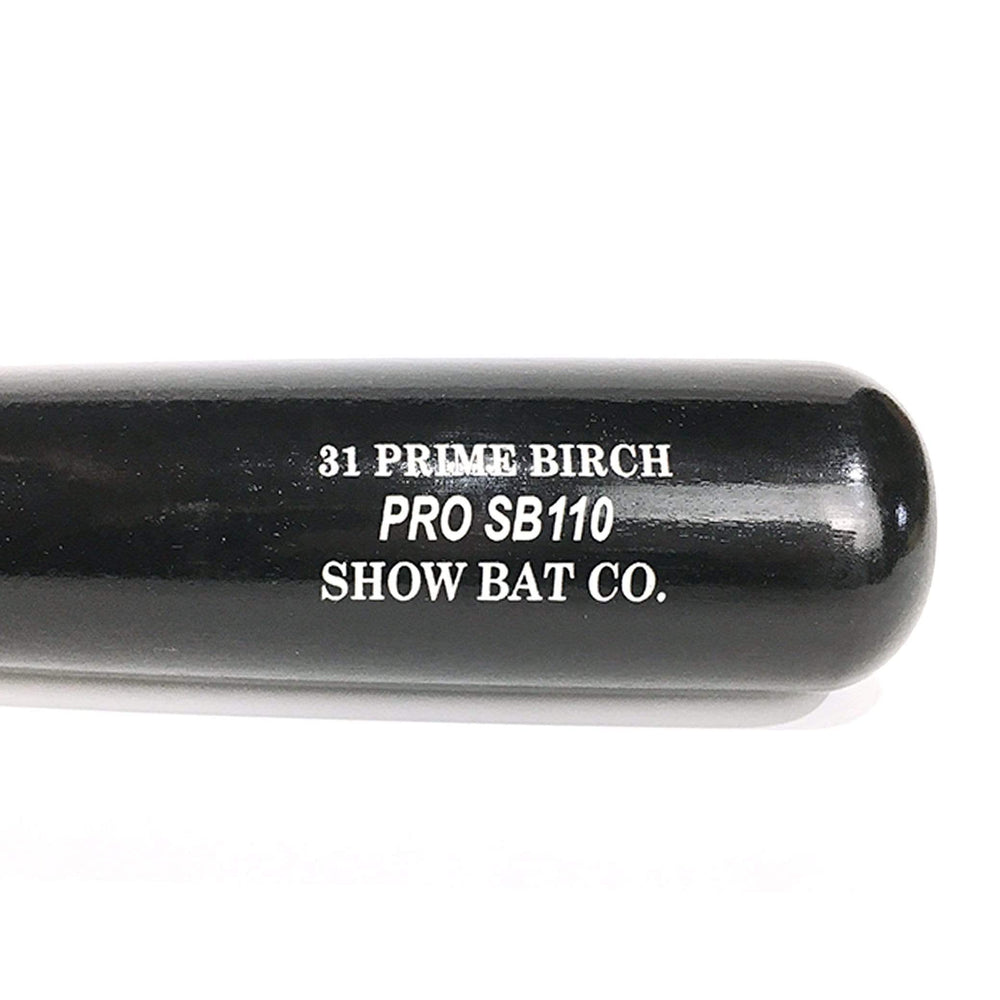 31 PRIME BIRCH
PRO SB110
SHOW BAT CO.